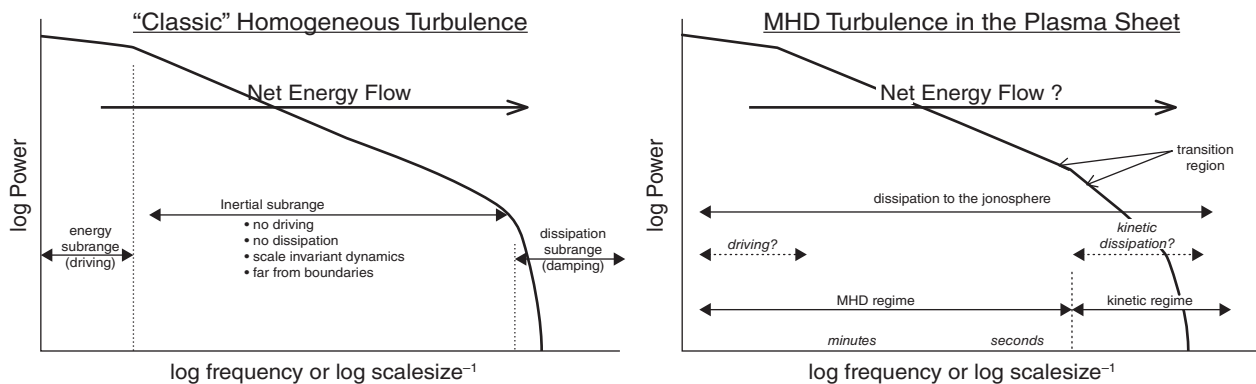 "Classic" Homogeneous Turbulence
Net Energy Flow
log Power
Inertial subrange
• no driving
• no dissipation
• scale invariant dynamics
• far from boundaries
energy
subrange
(driving)
dissipation
subrange
(damping)
log frequency or log scalesize⁻¹
MHD Turbulence in the Plasma Sheet
Net Energy Flow ?
log Power
transition
region
dissipation to the jonosphere
driving?
kinetic
dissipation?
MHD regime
kinetic regime
minutes
seconds
log frequency or log scalesize⁻¹